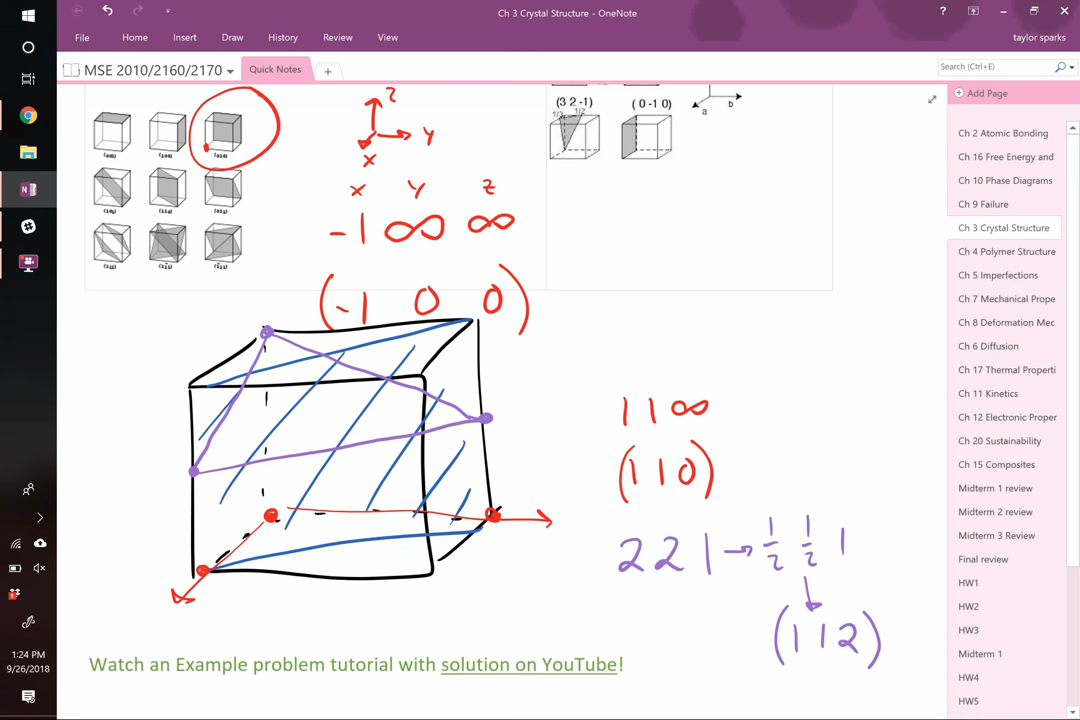 Ch 3 Crystal Structure - OneNote
File Home Insert Draw History Review View
taylor sparks
MSE 2010/2160/2170
Quick Notes
Search (Ctrl+E)
Add Page
Ch 2 Atomic Bonding
Ch 16 Free Energy and
Ch 10 Phase Diagrams
Ch 9 Failure
Ch 3 Crystal Structure
Ch 4 Polymer Structure
Ch 5 Imperfections
Ch 7 Mechanical Prope
Ch 8 Deformation Mec
Ch 6 Diffusion
Ch 17 Thermal Properti
Ch 11 Kinetics
Ch 12 Electronic Proper
Ch 20 Sustainability
Ch 15 Composites
Midterm 1 review
Midterm 2 review
Midterm 3 Review
Final review
HW1
HW2
HW3
Midterm 1
HW4
HW5
(3 2 -1) (0 -1 0)
1/3 1/2
a b
z
y
x
x y z
-1 ∞ ∞
(-1 0 0)
1 1 ∞
(1 1 0)
2 2 1 → 1/2 1/2 1
(1 1 2)
Watch an Example problem tutorial with solution on YouTube!
1:24 PM
9/26/2018